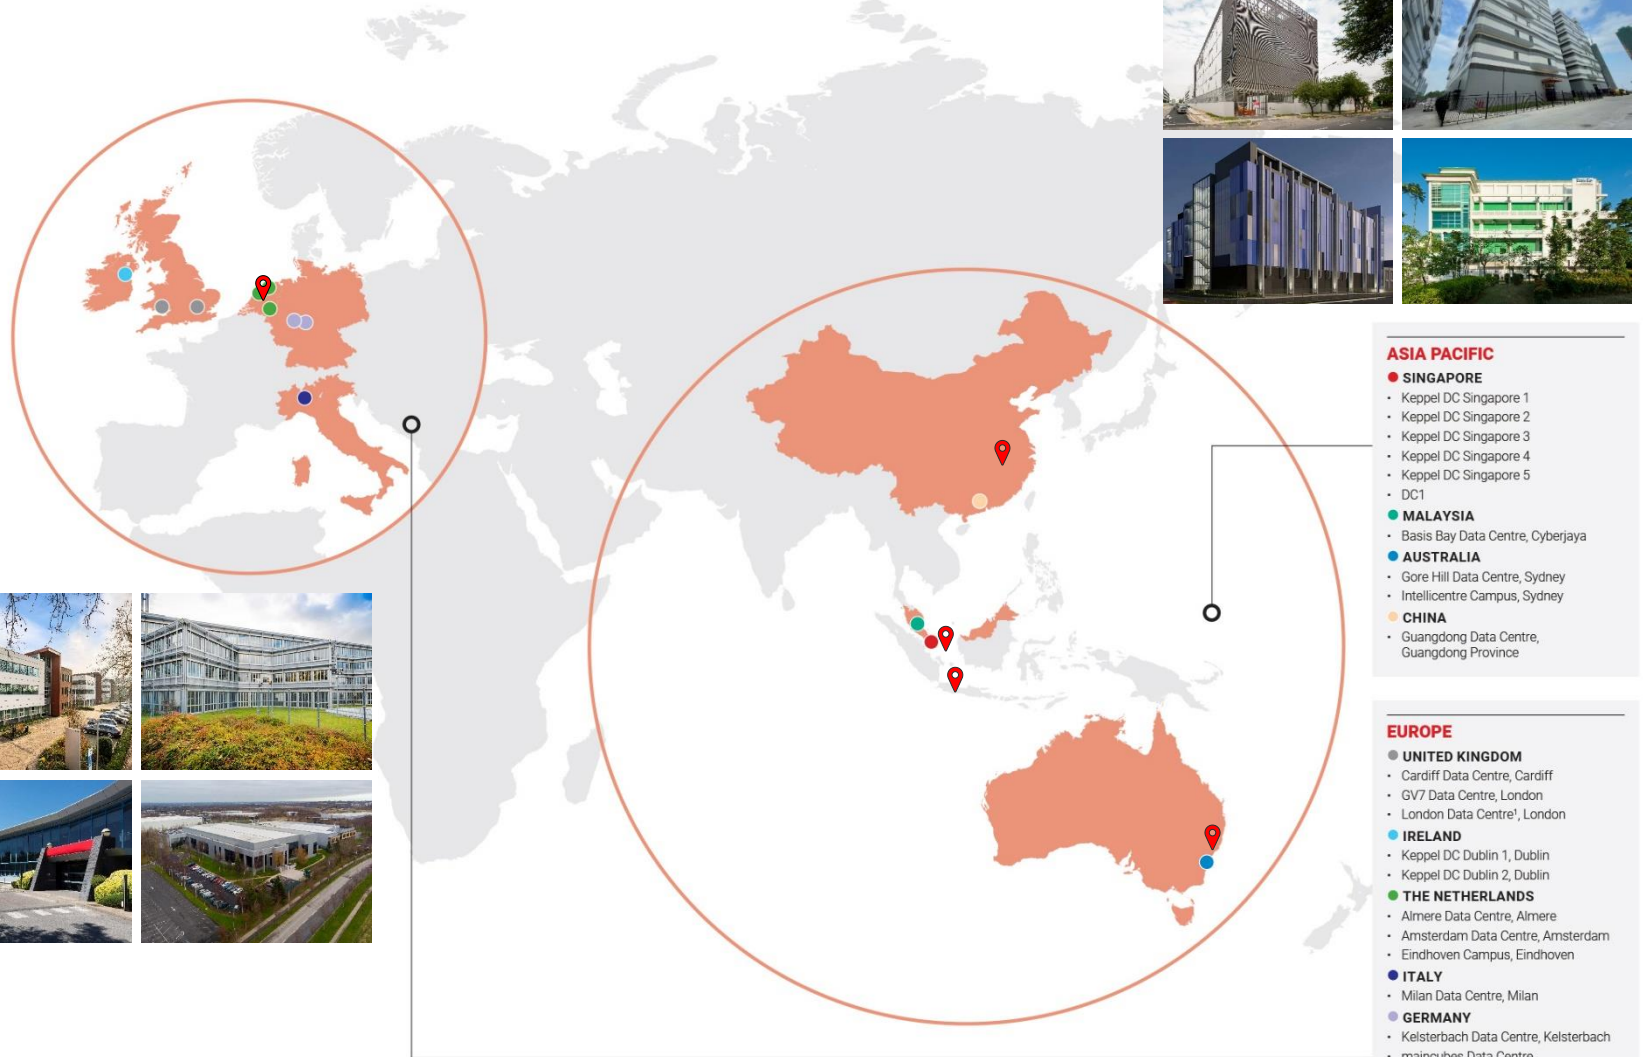 ASIA PACIFIC
SINGAPORE
• Keppel DC Singapore 1
• Keppel DC Singapore 2
• Keppel DC Singapore 3
• Keppel DC Singapore 4
• Keppel DC Singapore 5
• DC1
MALAYSIA
• Basis Bay Data Centre, Cyberjaya
AUSTRALIA
• Gore Hill Data Centre, Sydney
• Intellicentre Campus, Sydney
CHINA
• Guangdong Data Centre,
Guangdong Province
EUROPE
UNITED KINGDOM
• Cardiff Data Centre, Cardiff
• GV7 Data Centre, London
• London Data Centre¹, London
IRELAND
• Keppel DC Dublin 1, Dublin
• Keppel DC Dublin 2, Dublin
THE NETHERLANDS
• Almere Data Centre, Almere
• Amsterdam Data Centre, Amsterdam
• Eindhoven Campus, Eindhoven
ITALY
• Milan Data Centre, Milan
GERMANY
• Kelsterbach Data Centre, Kelsterbach
• maincubes Data Centre